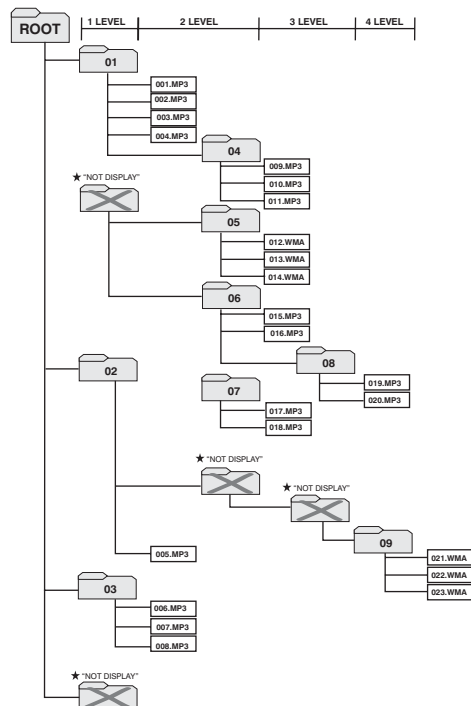 ROOT
1 LEVEL
2 LEVEL
3 LEVEL
4 LEVEL
01
001.MP3
002.MP3
003.MP3
004.MP3
04
009.MP3
010.MP3
011.MP3
★ "NOT DISPLAY"
05
012.WMA
013.WMA
014.WMA
06
015.MP3
016.MP3
08
019.MP3
020.MP3
02
07
017.MP3
018.MP3
★ "NOT DISPLAY"
★ "NOT DISPLAY"
09
021.WMA
022.WMA
023.WMA
005.MP3
03
006.MP3
007.MP3
008.MP3
★ "NOT DISPLAY"